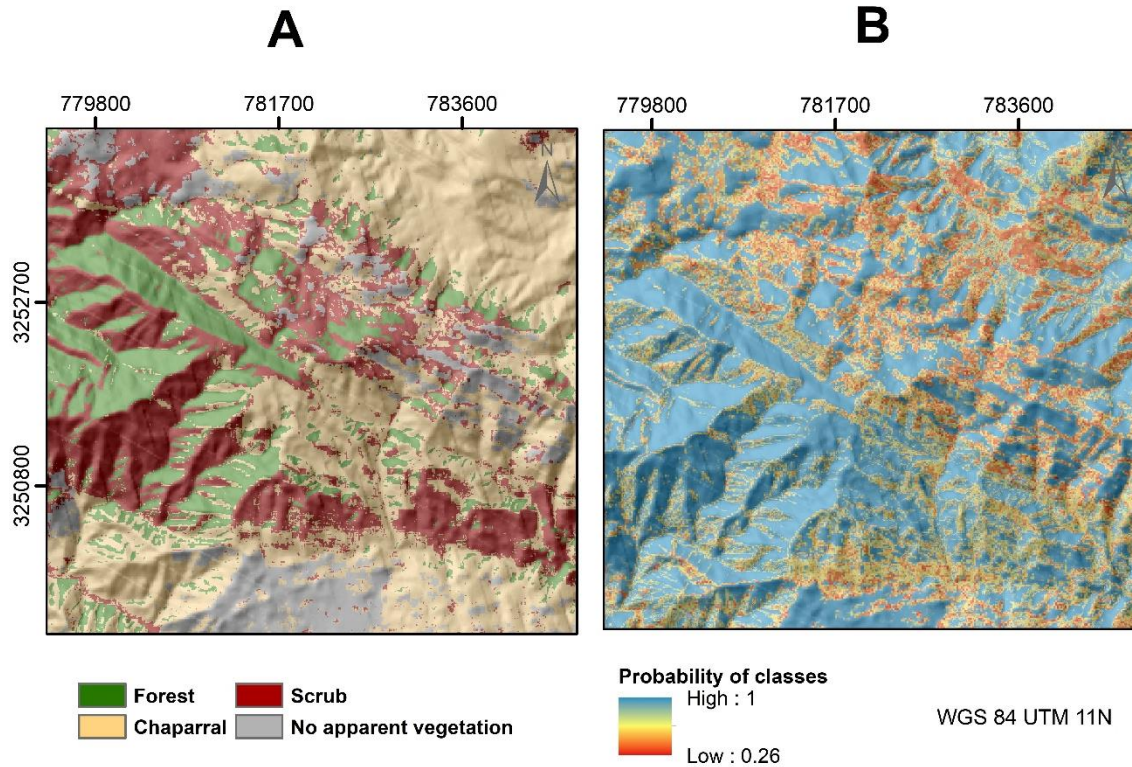 A
B
779800 781700 783600
779800 781700 783600
N
3252700
3250800
Forest
Scrub
Chaparral
No apparent vegetation
Probability of classes
High : 1
Low : 0.26
WGS 84 UTM 11N